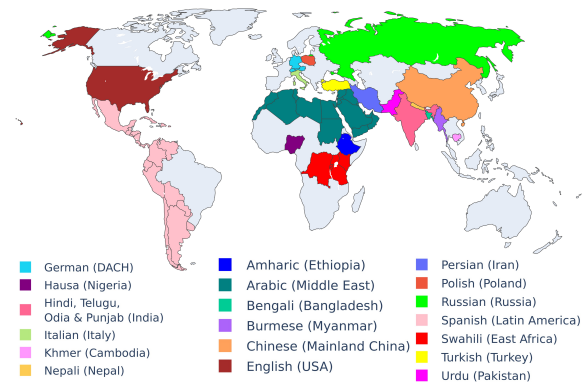 German (DACH)
Hausa (Nigeria)
Hindi, Telugu,
Odia & Punjab (India)
Italian (Italy)
Khmer (Cambodia)
Nepali (Nepal)
Amharic (Ethiopia)
Arabic (Middle East)
Bengali (Bangladesh)
Burmese (Myanmar)
Chinese (Mainland China)
English (USA)
Persian (Iran)
Polish (Poland)
Russian (Russia)
Spanish (Latin America)
Swahili (East Africa)
Turkish (Turkey)
Urdu (Pakistan)